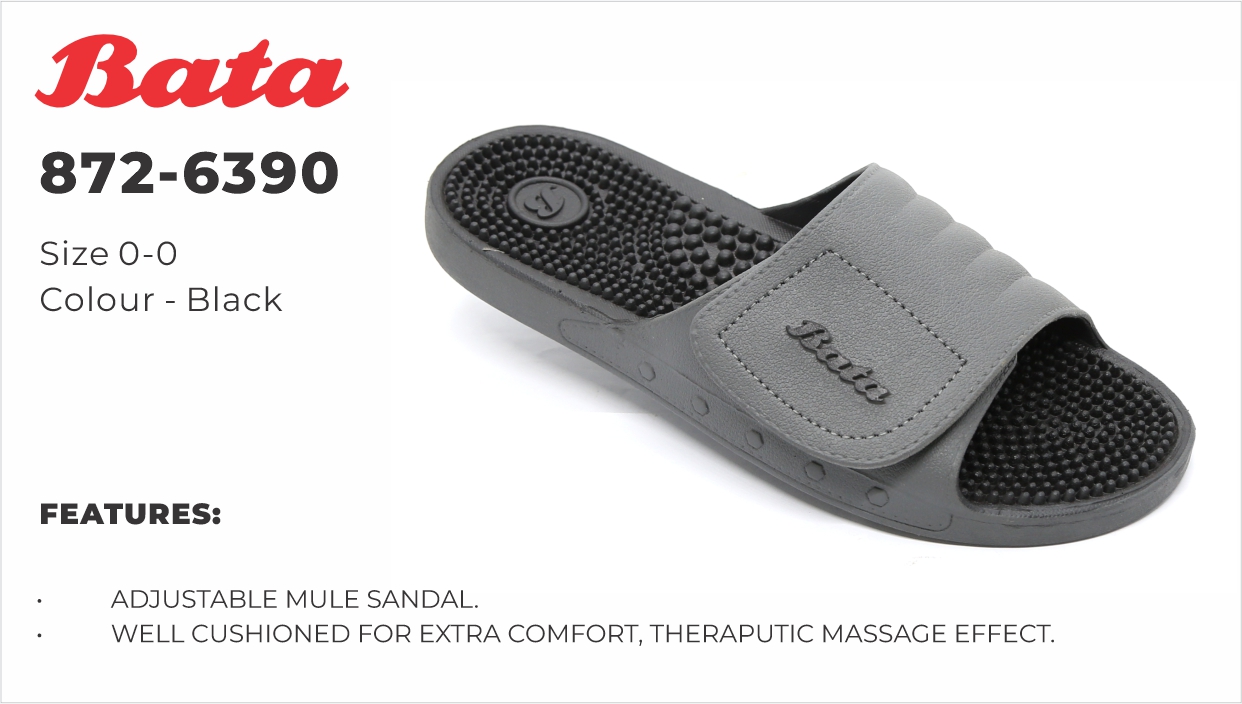 Bata
872-6390
Size 0-0
Colour - Black
B
Bata
FEATURES:
• ADJUSTABLE MULE SANDAL.
• WELL CUSHIONED FOR EXTRA COMFORT, THERAPUTIC MASSAGE EFFECT.